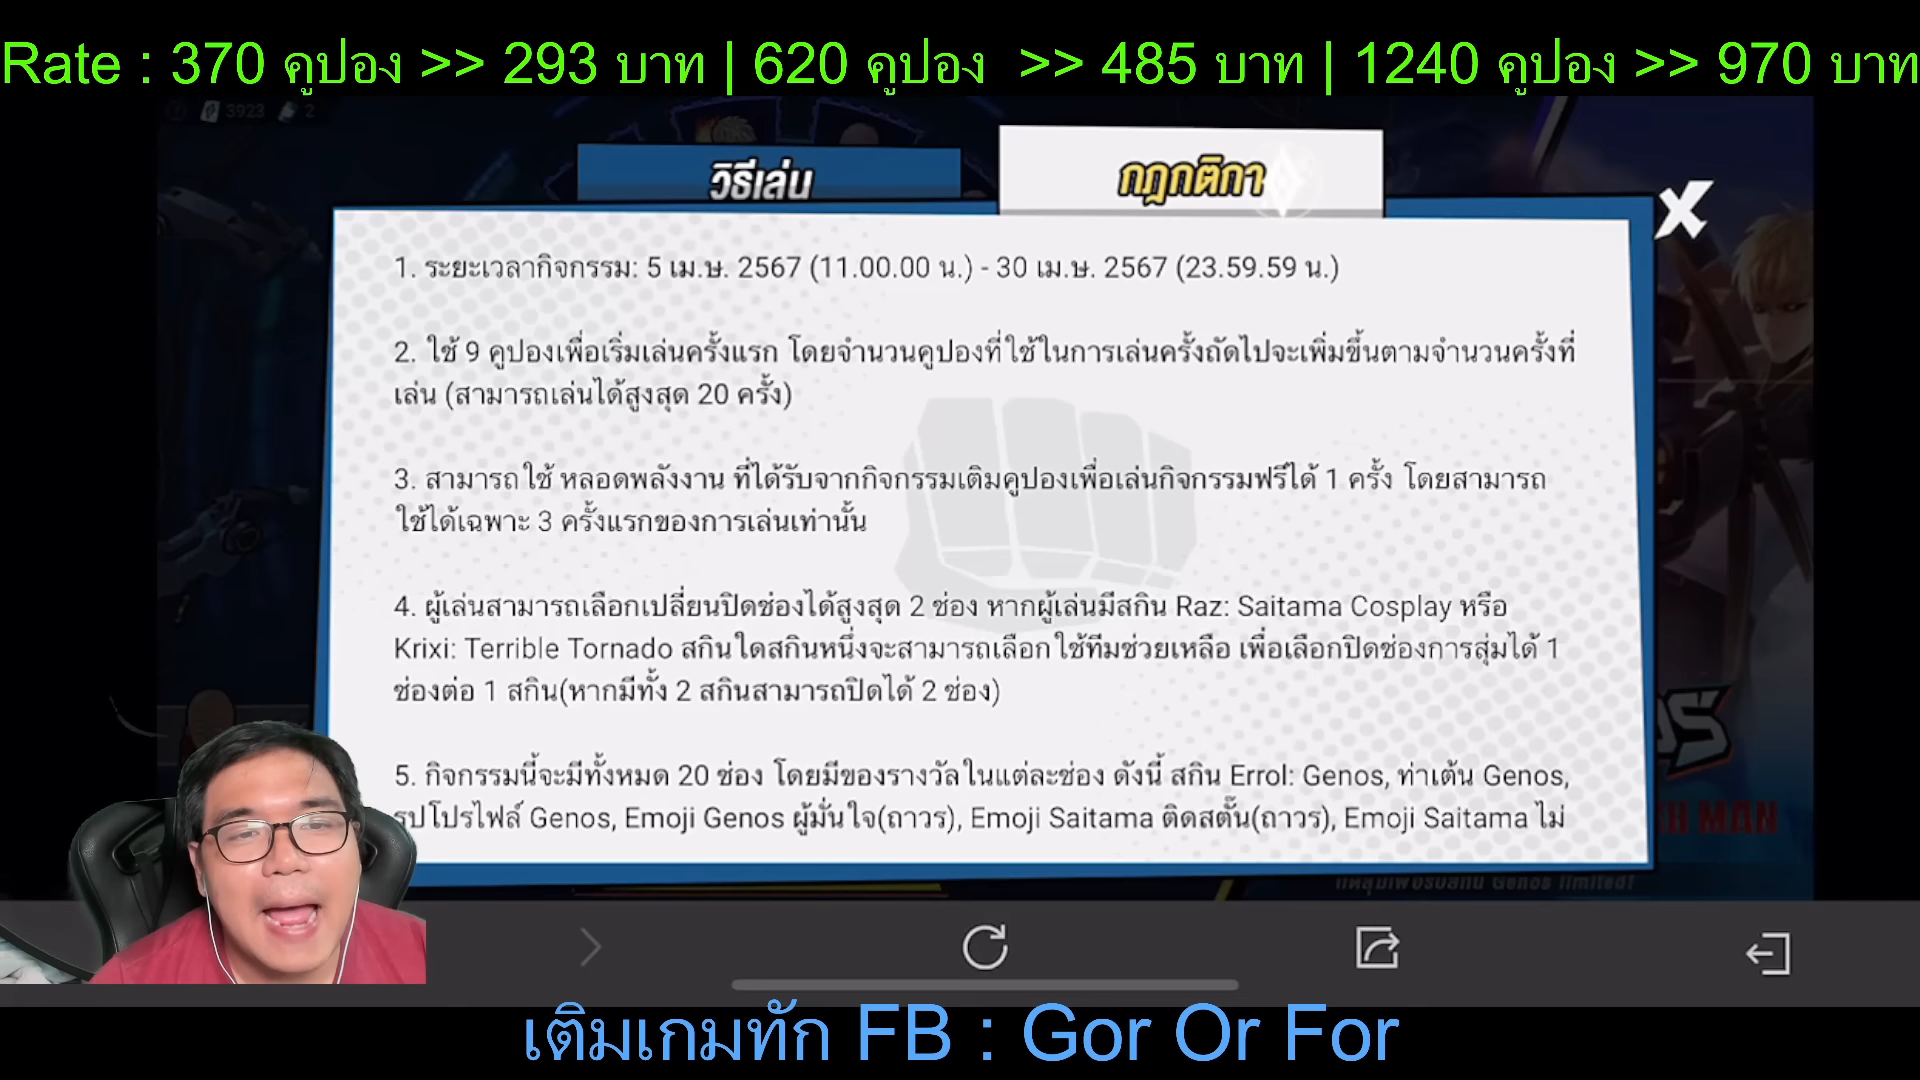 Rate : 370 คูปอง >> 293 บาท | 620 คูปอง >> 485 บาท | 1240 คูปอง >> 970 บาท
3923 2
วิธีเล่น
กฎกติกา
X
1. ระยะเวลากิจกรรม: 5 เม.ษ. 2567 (11.00.00 น.) - 30 เม.ษ. 2567 (23.59.59 น.)
2. ใช้ 9 คูปองเพื่อเริ่มเล่นครั้งแรก โดยจำนวนคูปองที่ใช้ในการเล่นครั้งถัดไปจะเพิ่มขึ้นตามจำนวนครั้งที่
เล่น (สามารถเล่นได้สูงสุด 20 ครั้ง)
3. สามารถใช้ หลอดพลังงาน ที่ได้รับจากกิจกรรมเติมคูปองเพื่อเล่นกิจกรรมฟรีได้ 1 ครั้ง โดยสามารถ
ใช้ได้เฉพาะ 3 ครั้งแรกของการเล่นเท่านั้น
4. ผู้เล่นสามารถเลือกเปลี่ยนปิดช่องได้สูงสุด 2 ช่อง หากผู้เล่นมีสกิน Raz: Saitama Cosplay หรือ
Krixi: Terrible Tornado สกินใดสกินหนึ่งจะสามารถเลือกใช้ทีมช่วยเหลือ เพื่อเลือกปิดช่องการสุ่มได้ 1
ช่องต่อ 1 สกิน(หากมีทั้ง 2 สกินสามารถปิดได้ 2 ช่อง)
5. กิจกรรมนี้จะมีทั้งหมด 20 ช่อง โดยมีของรางวัลในแต่ละช่อง ดังนี้ สกิน Errol: Genos, ท่าเต้น Genos,
รูปโปรไฟล์ Genos, Emoji Genos ผู้มั่นใจ(ถาวร), Emoji Saitama ติดสตั๊น(ถาวร), Emoji Saitama ไม่
OS
CH MAN
Genos limited!
เติมเกมทัก FB : Gor Or For